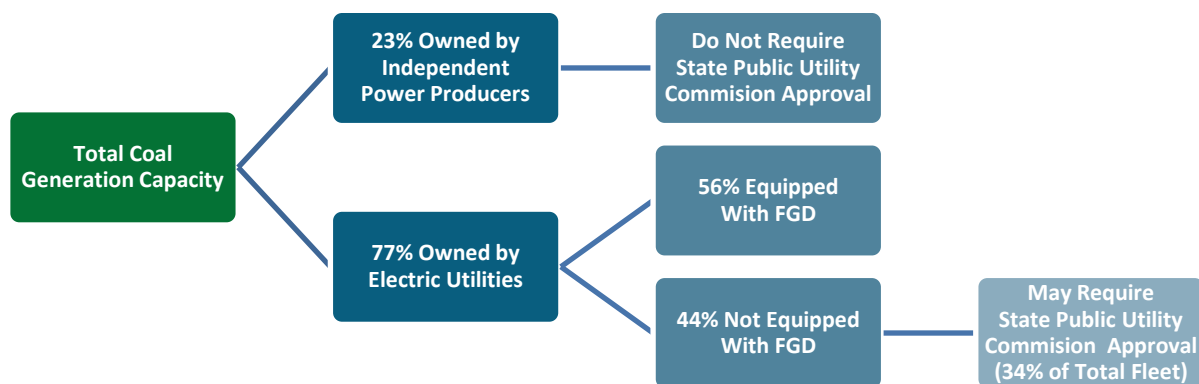 Total Coal
Generation Capacity
23% Owned by
Independent
Power Producers
Do Not Require
State Public Utility
Commision Approval
77% Owned by
Electric Utilities
56% Equipped
With FGD
44% Not Equipped
With FGD
May Require
State Public Utility
Commision Approval
(34% of Total Fleet)